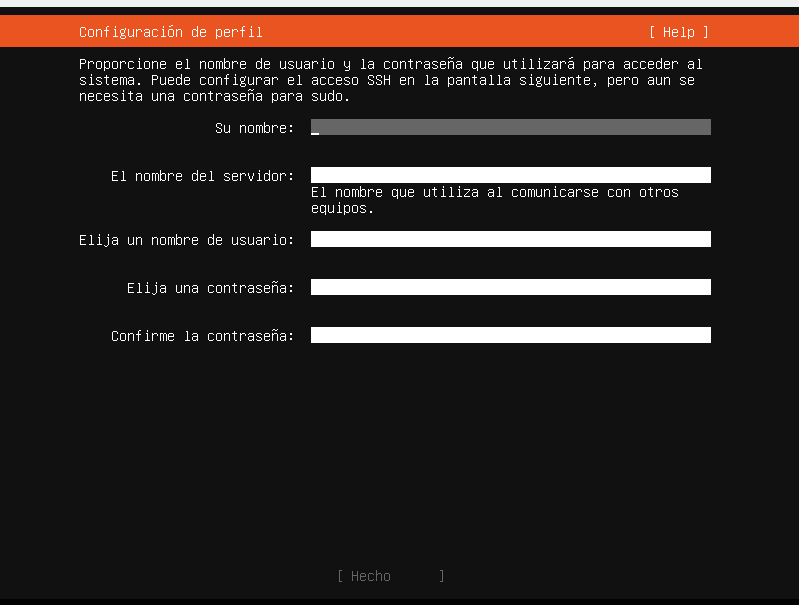 Configuración de perfil [ Help ]
Proporcione el nombre de usuario y la contraseña que utilizará para acceder al
sistema. Puede configurar el acceso SSH en la pantalla siguiente, pero aun se
necesita una contraseña para sudo.
Su nombre:
El nombre del servidor:
El nombre que utiliza al comunicarse con otros
equipos.
Elija un nombre de usuario:
Elija una contraseña:
Confirme la contraseña:
[ Hecho ]